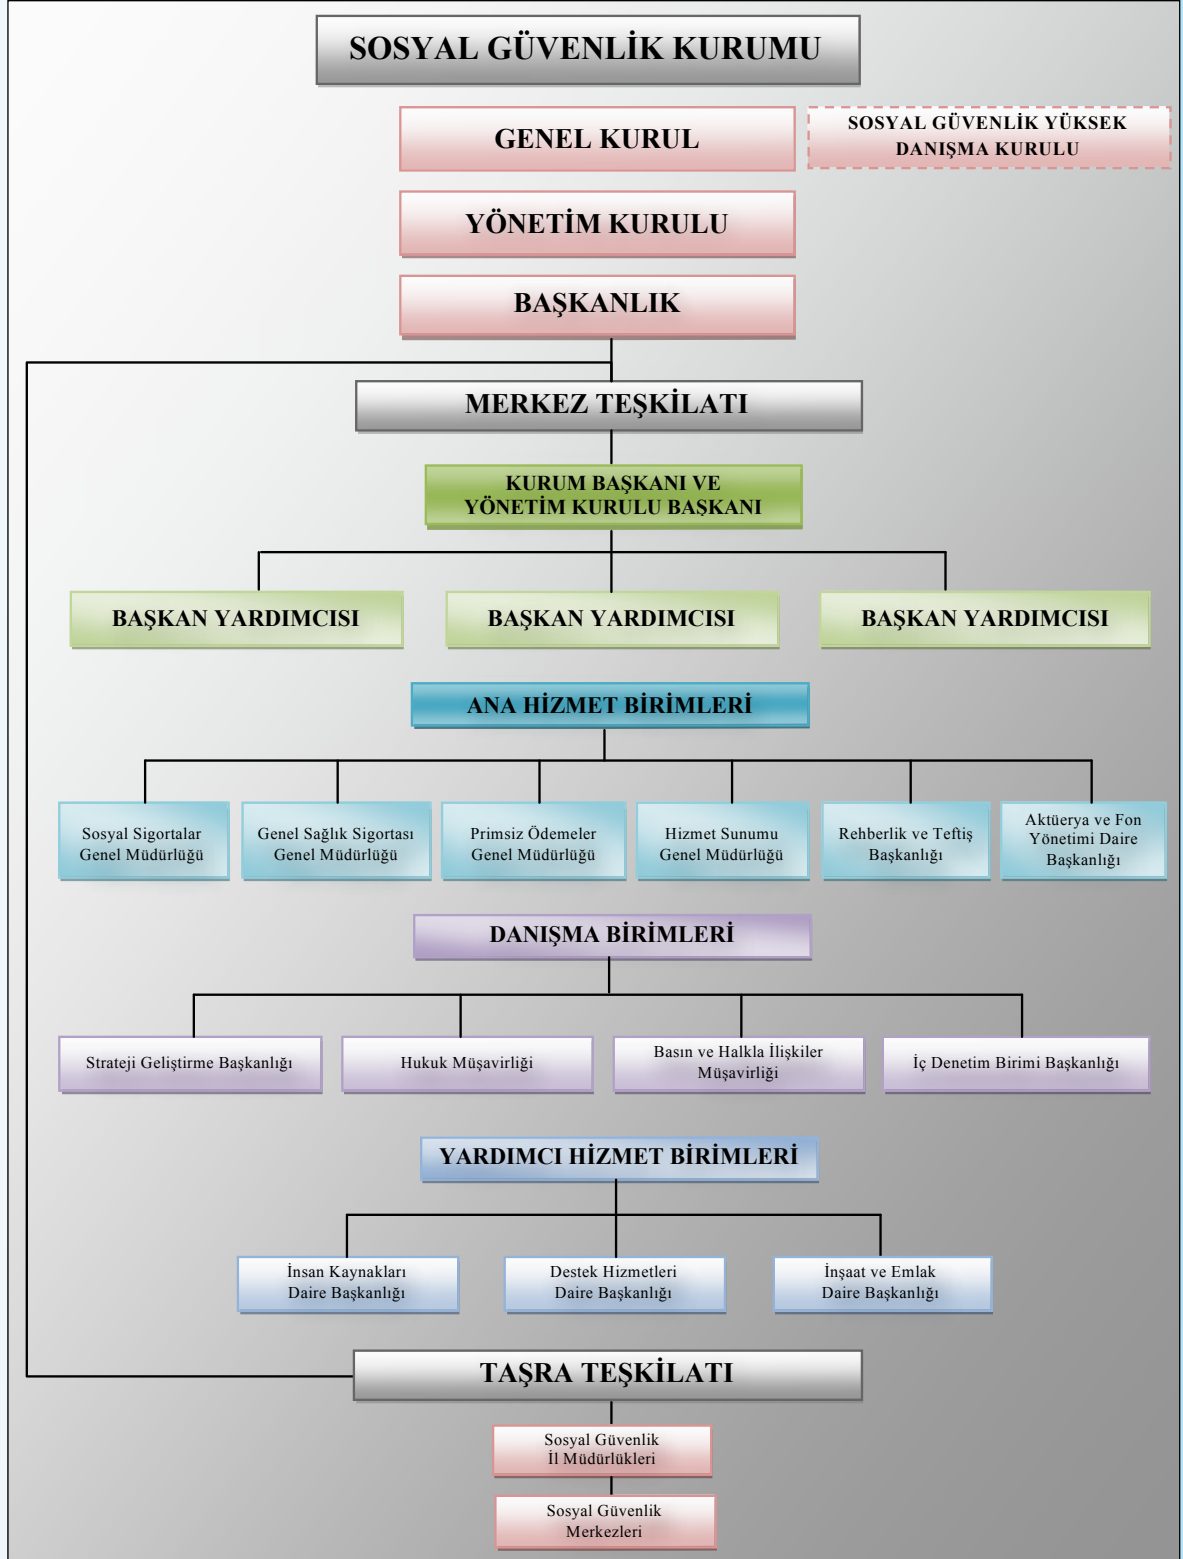 SOSYAL GÜVENLİK KURUMU
GENEL KURUL
SOSYAL GÜVENLİK YÜKSEK
DANIŞMA KURULU
YÖNETİM KURULU
BAŞKANLIK
MERKEZ TEŞKİLATI
KURUM BAŞKANI VE
YÖNETİM KURULU BAŞKANI
BAŞKAN YARDIMCISI
BAŞKAN YARDIMCISI
BAŞKAN YARDIMCISI
ANA HİZMET BİRİMLERİ
Sosyal Sigortalar
Genel Müdürlüğü
Genel Sağlık Sigortası
Genel Müdürlüğü
Primsiz Ödemeler
Genel Müdürlüğü
Hizmet Sunumu
Genel Müdürlüğü
Rehberlik ve Teftiş
Başkanlığı
Aktüerya ve Fon
Yönetimi Daire
Başkanlığı
DANIŞMA BİRİMLERİ
Strateji Geliştirme Başkanlığı
Hukuk Müşavirliği
Basın ve Halkla İlişkiler
Müşavirliği
İç Denetim Birimi Başkanlığı
YARDIMCI HİZMET BİRİMLERİ
İnsan Kaynakları
Daire Başkanlığı
Destek Hizmetleri
Daire Başkanlığı
İnşaat ve Emlak
Daire Başkanlığı
TAŞRA TEŞKİLATI
Sosyal Güvenlik
İl Müdürlükleri
Sosyal Güvenlik
Merkezleri